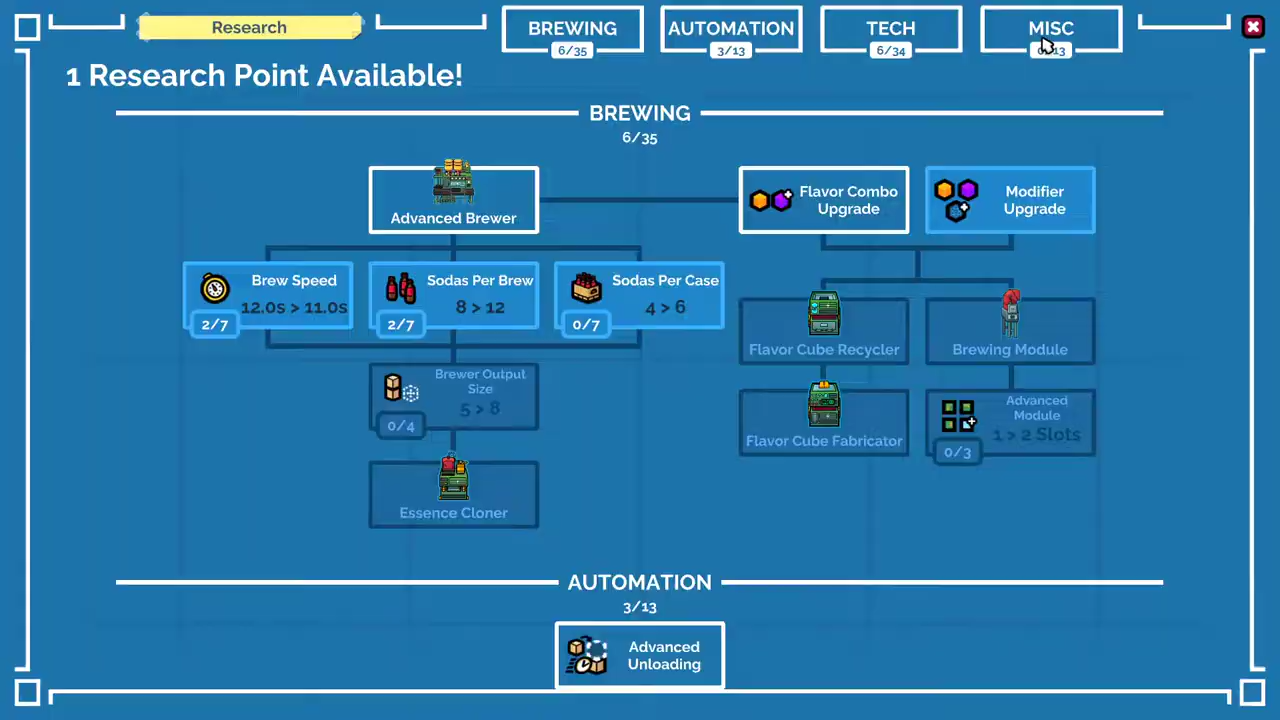 Research
BREWING
6/35
AUTOMATION
3/13
TECH
6/34
MISC
1 Research Point Available!
BREWING
6/35
Advanced Brewer
Flavor Combo
Upgrade
Modifier
Upgrade
Brew Speed
12.0s > 11.0s
2/7
Sodas Per Brew
8 > 12
2/7
Sodas Per Case
4 > 6
0/7
Flavor Cube Recycler
Brewing Module
Brewer Output
Size
5 > 8
0/4
Flavor Cube Fabricator
Advanced
Module
1 > 2 Slots
0/3
Essence Cloner
AUTOMATION
3/13
Advanced
Unloading